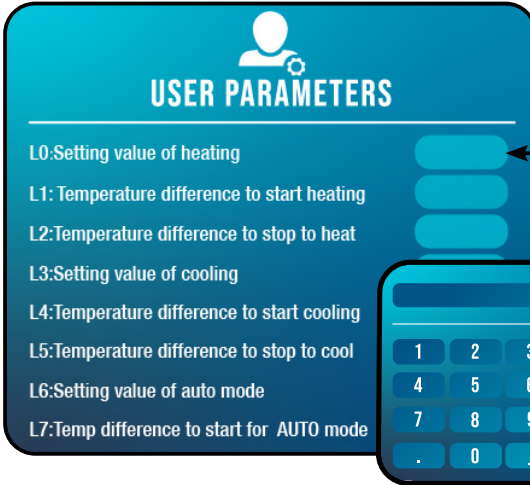 USER PARAMETERS
L0:Setting value of heating
L1: Temperature difference to start heating
L2:Temperature difference to stop to heat
L3:Setting value of cooling
L4:Temperature difference to start cooling
L5:Temperature difference to stop to cool
L6:Setting value of auto mode
L7:Temp difference to start for AUTO mode
1 2 3
4 5 6
7 8 9
. 0